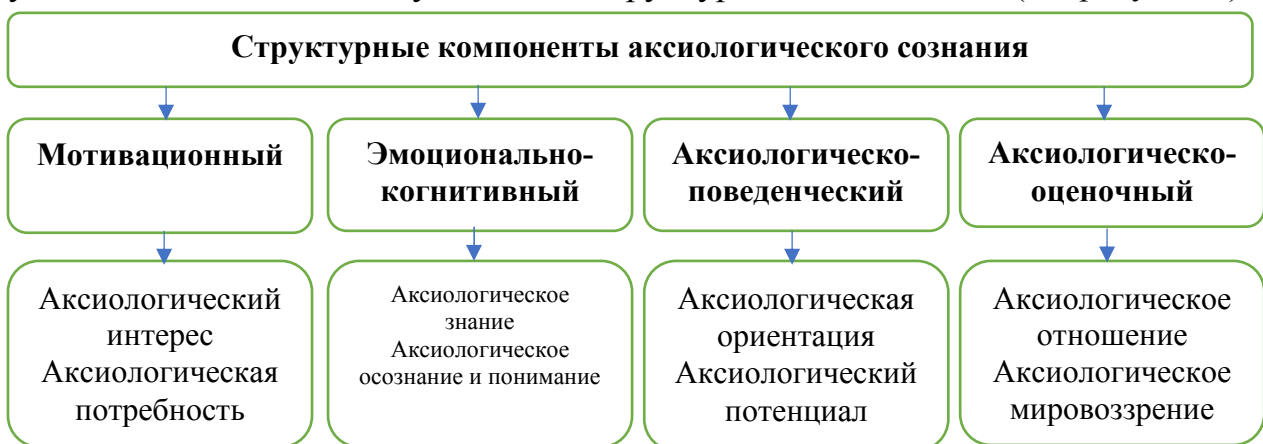 Структурные компоненты аксиологического сознания
Мотивационный
Эмоционально-
когнитивный
Аксиологическо-
поведенческий
Аксиологическо-
оценочный
Аксиологический
интерес
Аксиологическая
потребность
Аксиологическое
знание
Аксиологическое
осознание и понимание
Аксиологическая
ориентация
Аксиологический
потенциал
Аксиологическое
отношение
Аксиологическое
мировоззрение